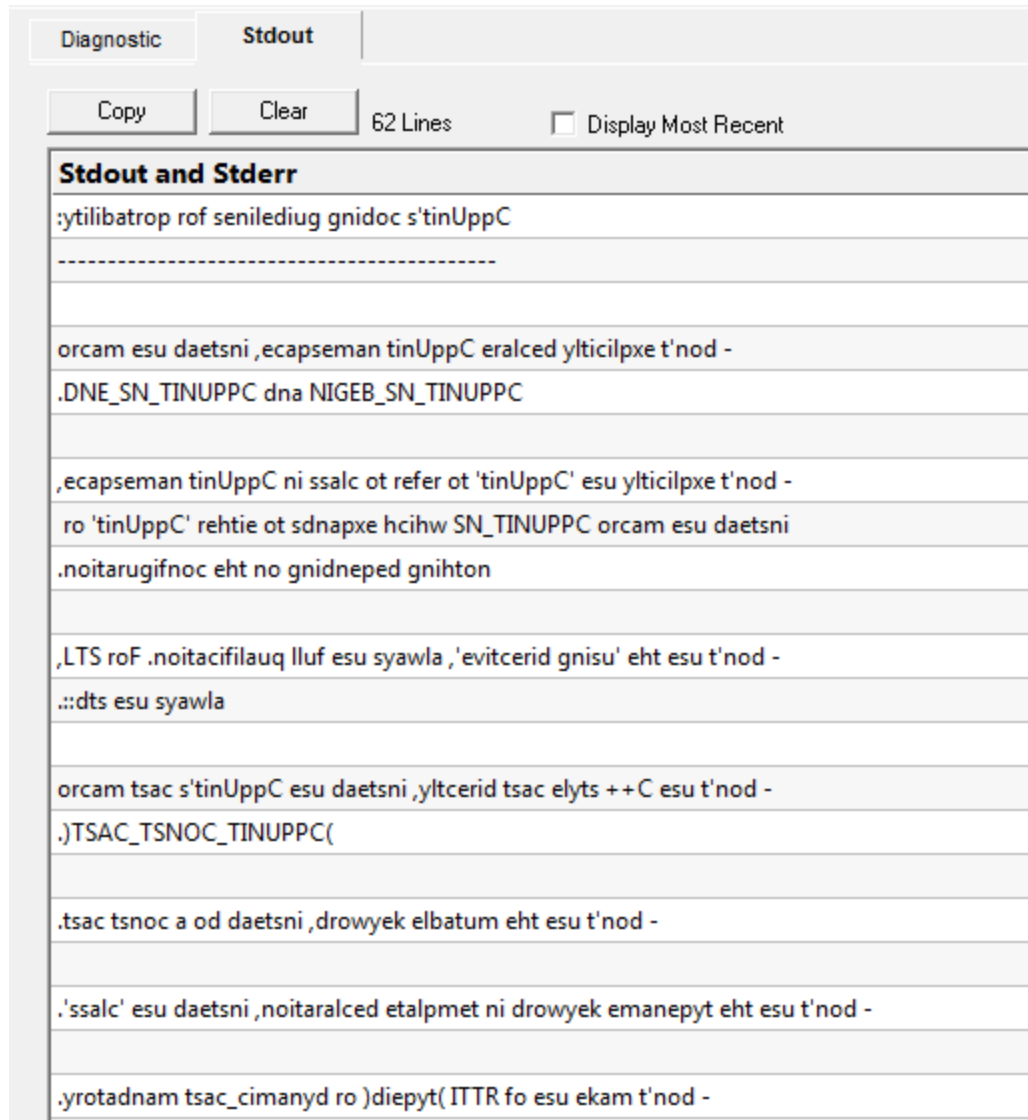 Diagnostic
Stdout
Copy
Clear
62 Lines
Display Most Recent
Stdout and Stderr
:ytilibatrop rof senilediug gnidoc s'tinUppC
--------------------------------------------
orcam esu daetsni ,ecapseman tinUppC eralced ylticilpxe t'nod -
.DNE_SN_TINUPPC dna NIGEB_SN_TINUPPC
,ecapseman tinUppC ni ssalc ot refer ot 'tinUppC' esu ylticilpxe t'nod -
ro 'tinUppC' rehtie ot sdnapxe hcihw SN_TINUPPC orcam esu daetsni
.noitarugifnoc eht no gnidneped gnihton
,LTS roF .noitacifilauq lluf esu syawla ,'evitcerid gnisu' eht esu t'nod -
.::dts esu syawla
orcam tsac s'tinUppC esu daetsni ,yltcerid tsac elyts ++C esu t'nod -
.)TSAC_TSNOC_TINUPPC(
.tsac tsnoc a od daetsni ,drowyek elbatum eht esu t'nod -
.'ssalc' esu daetsni ,noitaralced etalpmet ni drowyek emanepyt eht esu t'nod -
.yrotadnam tsac_cimanyd ro )diepyt( ITTR fo esu ekam t'nod -